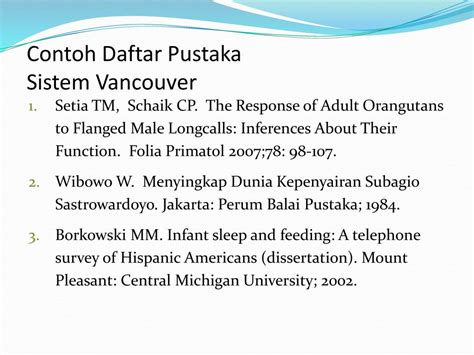 Contoh Daftar Pustaka
Sistem Vancouver
1. Setia TM, Schaik CP. The Response of Adult Orangutans
to Flanged Male Longcalls: Inferences About Their
Function. Folia Primatol 2007;78: 98-107.
2. Wibowo W. Menyingkap Dunia Kepenyairan Subagio
Sastrowardoyo. Jakarta: Perum Balai Pustaka; 1984.
3. Borkowski MM. Infant sleep and feeding: A telephone
survey of Hispanic Americans (dissertation). Mount
Pleasant: Central Michigan University; 2002.